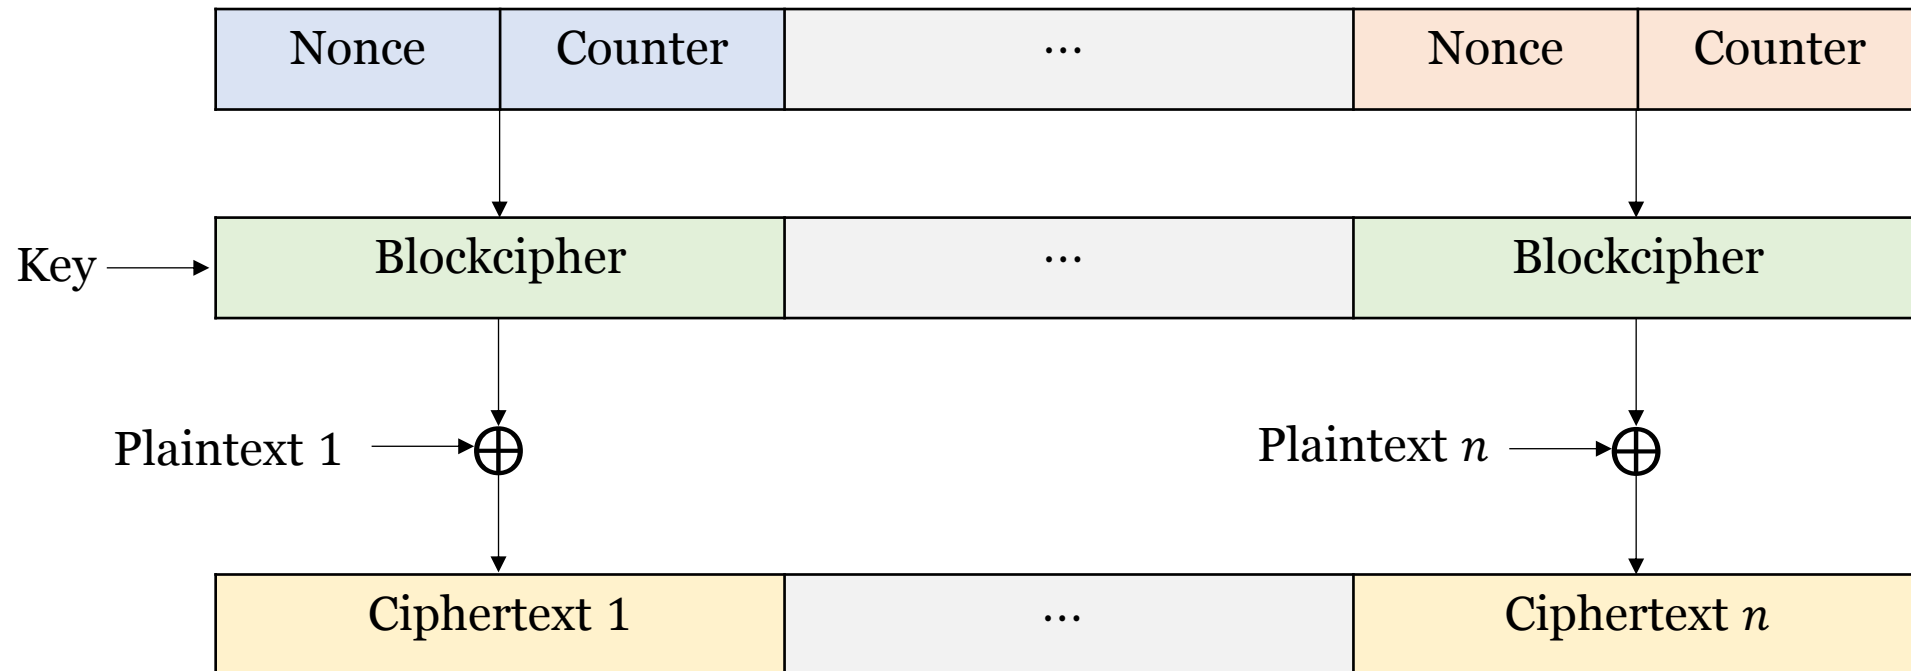 Nonce Counter ... Nonce Counter
Key Blockcipher ... Blockcipher
Plaintext 1 Plaintext n
Ciphertext 1 ... Ciphertext n